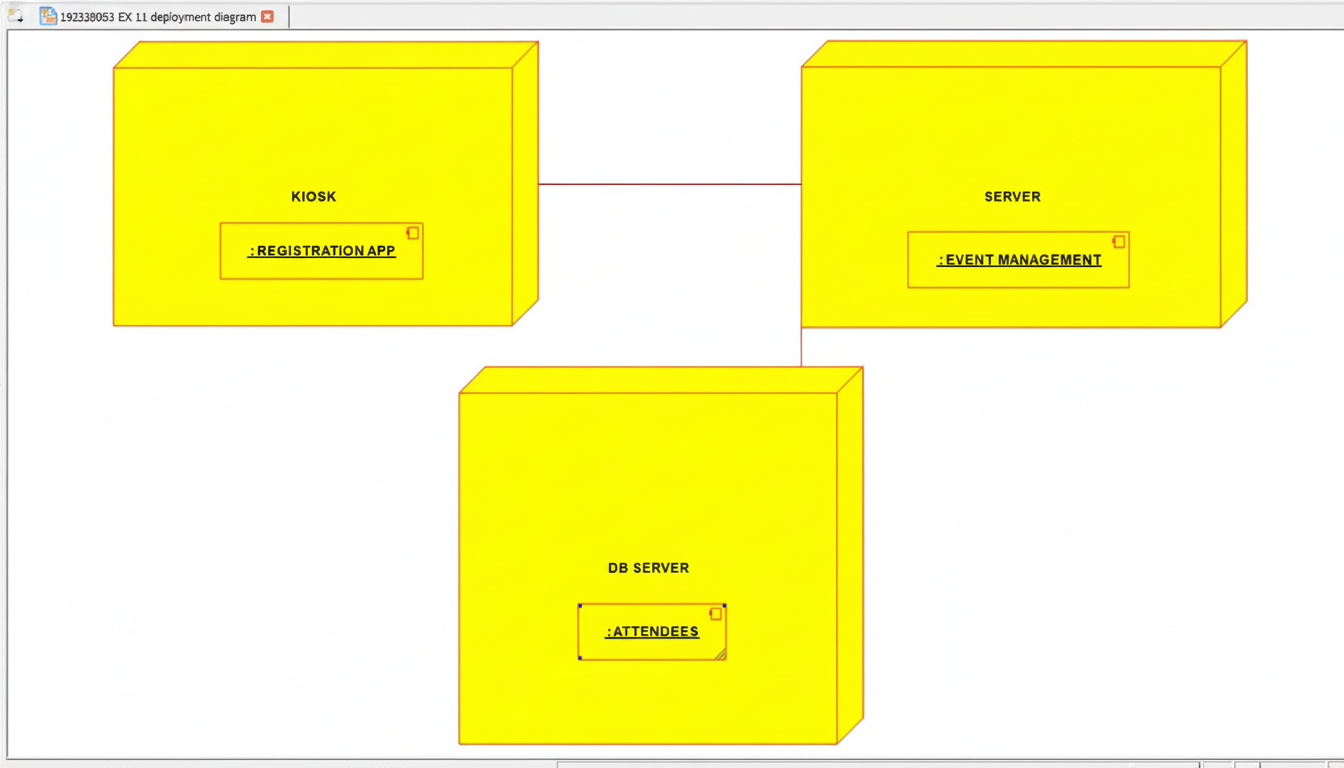 192338053 EX 11 deployment diagram
KIOSK
:REGISTRATION APP
SERVER
:EVENT MANAGEMENT
DB SERVER
:ATTENDEES